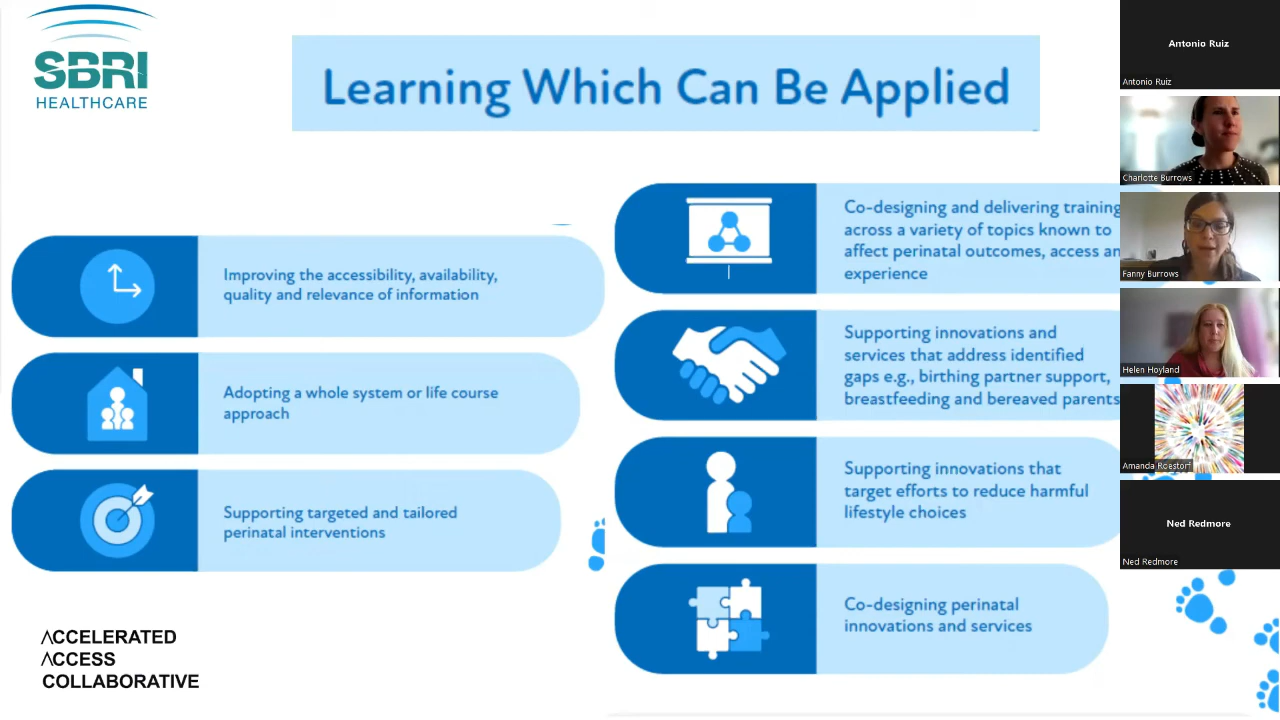 SBRI
HEALTHCARE
Learning Which Can Be Applied
Improving the accessibility, availability,
quality and relevance of information
Adopting a whole system or life course
approach
Supporting targeted and tailored
perinatal interventions
Co-designing and delivering training
across a variety of topics known to
affect perinatal outcomes, access an
experience
Supporting innovations and
services that address identified
gaps e.g., birthing partner support,
breastfeeding and bereaved parents
Supporting innovations that
target efforts to reduce harmful
lifestyle choices
Co-designing perinatal
innovations and services
ACCELERATED
ACCESS
COLLABORATIVE
Antonio Ruiz
Antonio Ruiz
Charlotte Burrows
Fanny Burrows
Helen Hoyland
Amanda Roestorf
Ned Redmore
Ned Redmore